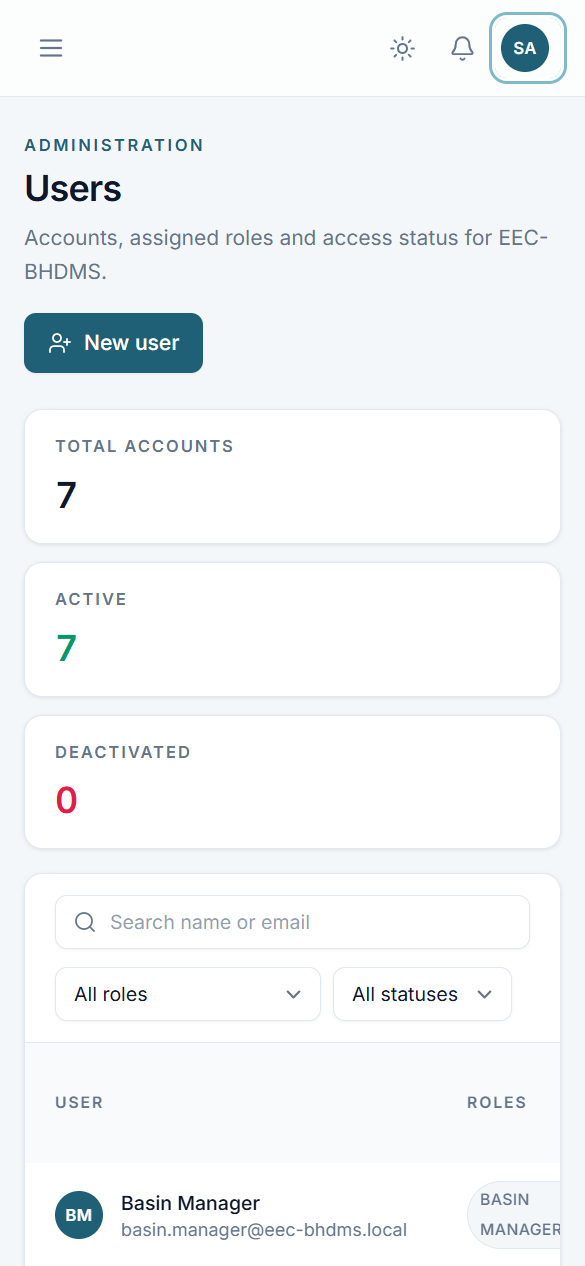 SA
ADMINISTRATION
Users
Accounts, assigned roles and access status for EEC-
BHDMS.
New user
TOTAL ACCOUNTS
7
ACTIVE
7
DEACTIVATED
0
Search name or email
All roles All statuses
USER ROLES
BM Basin Manager
basin.manager@eec-bhdms.local
BASIN
MANAGER